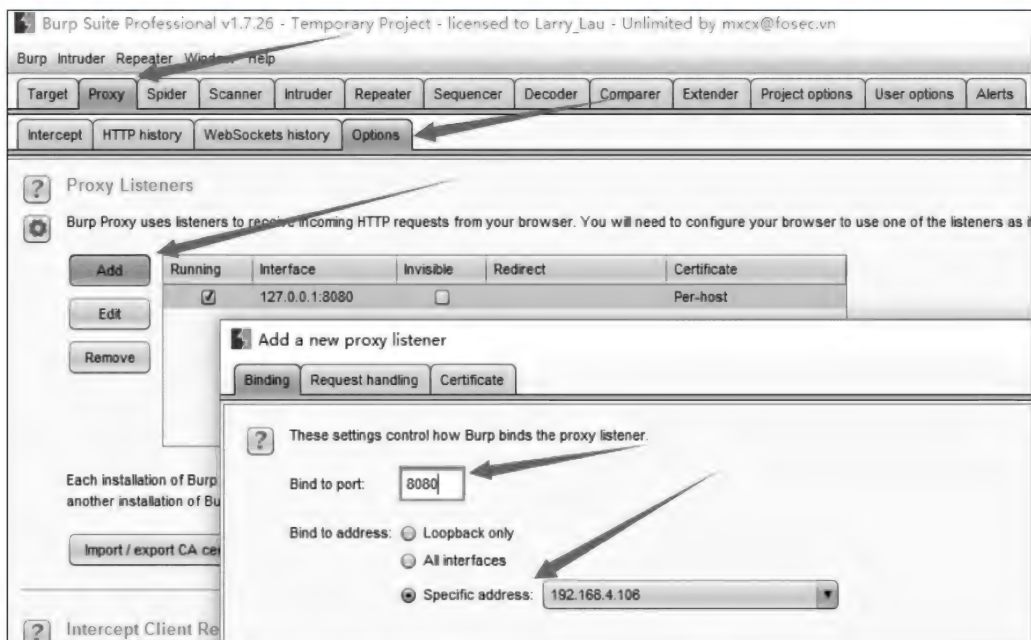 Burp Suite Professional v1.7.26 - Temporary Project - licensed to Larry_Lau - Unlimited by mxcx@fosec.vn
Burp Intruder Repeater Window Help
Target Proxy Spider Scanner Intruder Repeater Sequencer Decoder Comparer Extender Project options User options Alerts
Intercept HTTP history WebSockets history Options
? Proxy Listeners
Burp Proxy uses listeners to receive incoming HTTP requests from your browser. You will need to configure your browser to use one of the listeners as
Add Running Interface Invisible Redirect Certificate
127.0.0.1:8080 Per-host
Edit
Remove
Add a new proxy listener
Binding Request handling Certificate
? These settings control how Burp binds the proxy listener.
Bind to port: 8080
Bind to address: Loopback only
All interfaces
Specific address: 192.168.4.106
Each installation of Burp
another installation of Bu
Import / export CA cer
? Intercept Client Re